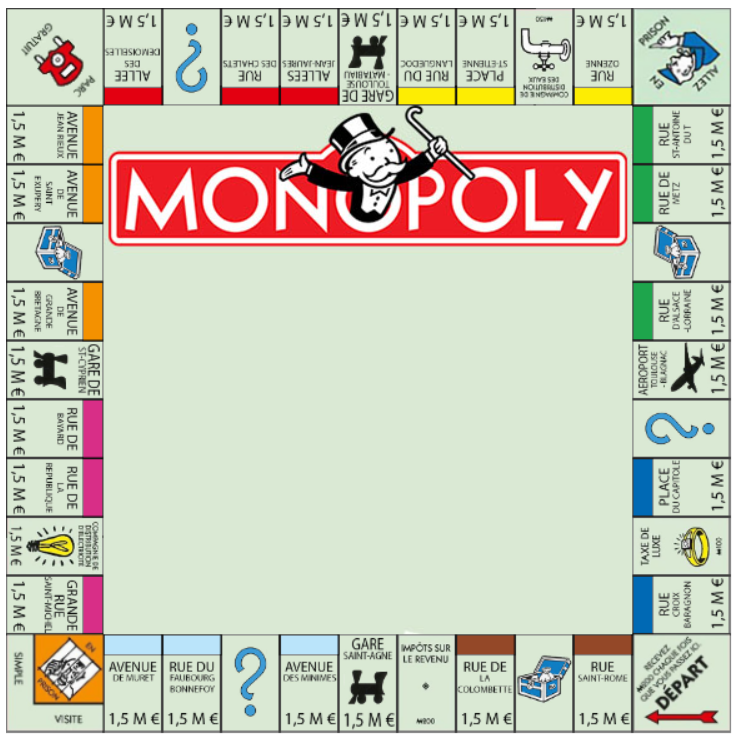 PARC
GRATUIT
ALLEE
DES
DEMOISELLES
1,5 M €
RUE
DES CHALETS
1,5 M €
ALLEES
JEAN-JAURES
1,5 M €
GARE DE
TOULOUSE
- MATABIAU
1,5 M €
RUE DU
LANGUEDOC
1,5 M €
PLACE
ST-ETIENNE
1,5 M €
COMPAGNIE DE
DISTRIBUTION
DES EAUX
M150
RUE
OZENNE
1,5 M €
ALLEZ
EN
PRISON
AVENUE
JEAN RIEUX
1,5 M €
AVENUE
DE
SAINT
EXUPERY
1,5 M €
AVENUE
DE
GRANDE
BRETAGNE
1,5 M €
GARE DE
ST-CYPRIEN
1,5 M €
RUE DE
BAYARD
1,5 M €
RUE DE
LA
REPUBLIQUE
1,5 M €
COMPAGNIE DE
DISTRIBUTION
D'ELECTRICITE
1,5 M €
GRANDE
RUE
SAINT-MICHEL
1,5 M €
MONOPOLY
RUE
ST-ANTOINE
DU T
1,5 M €
RUE DE
METZ
1,5 M €
RUE
D'ALSACE
-LORRAINE
1,5 M €
AEROPORT
TOULOUSE
- BLAGNAC
1,5 M €
PLACE
DU CAPITOLE
1,5 M €
TAXE DE
LUXE
M100
RUE
CROIX
BARAGNON
1,5 M €
SIMPLE
VISITE
EN
PRISON
AVENUE
DE MURET
1,5 M €
RUE DU
FAUBOURG
BONNEFOY
1,5 M €
AVENUE
DES MINIMES
1,5 M €
GARE
SAINT-AGNE
1,5 M €
IMPÔTS SUR
LE REVENU
M200
RUE DE
LA
COLOMBETTE
1,5 M €
RUE
SAINT-ROME
1,5 M €
RECEVEZ
M200 CHAQUE FOIS
QUE VOUS PASSEZ ICI.
DÉPART